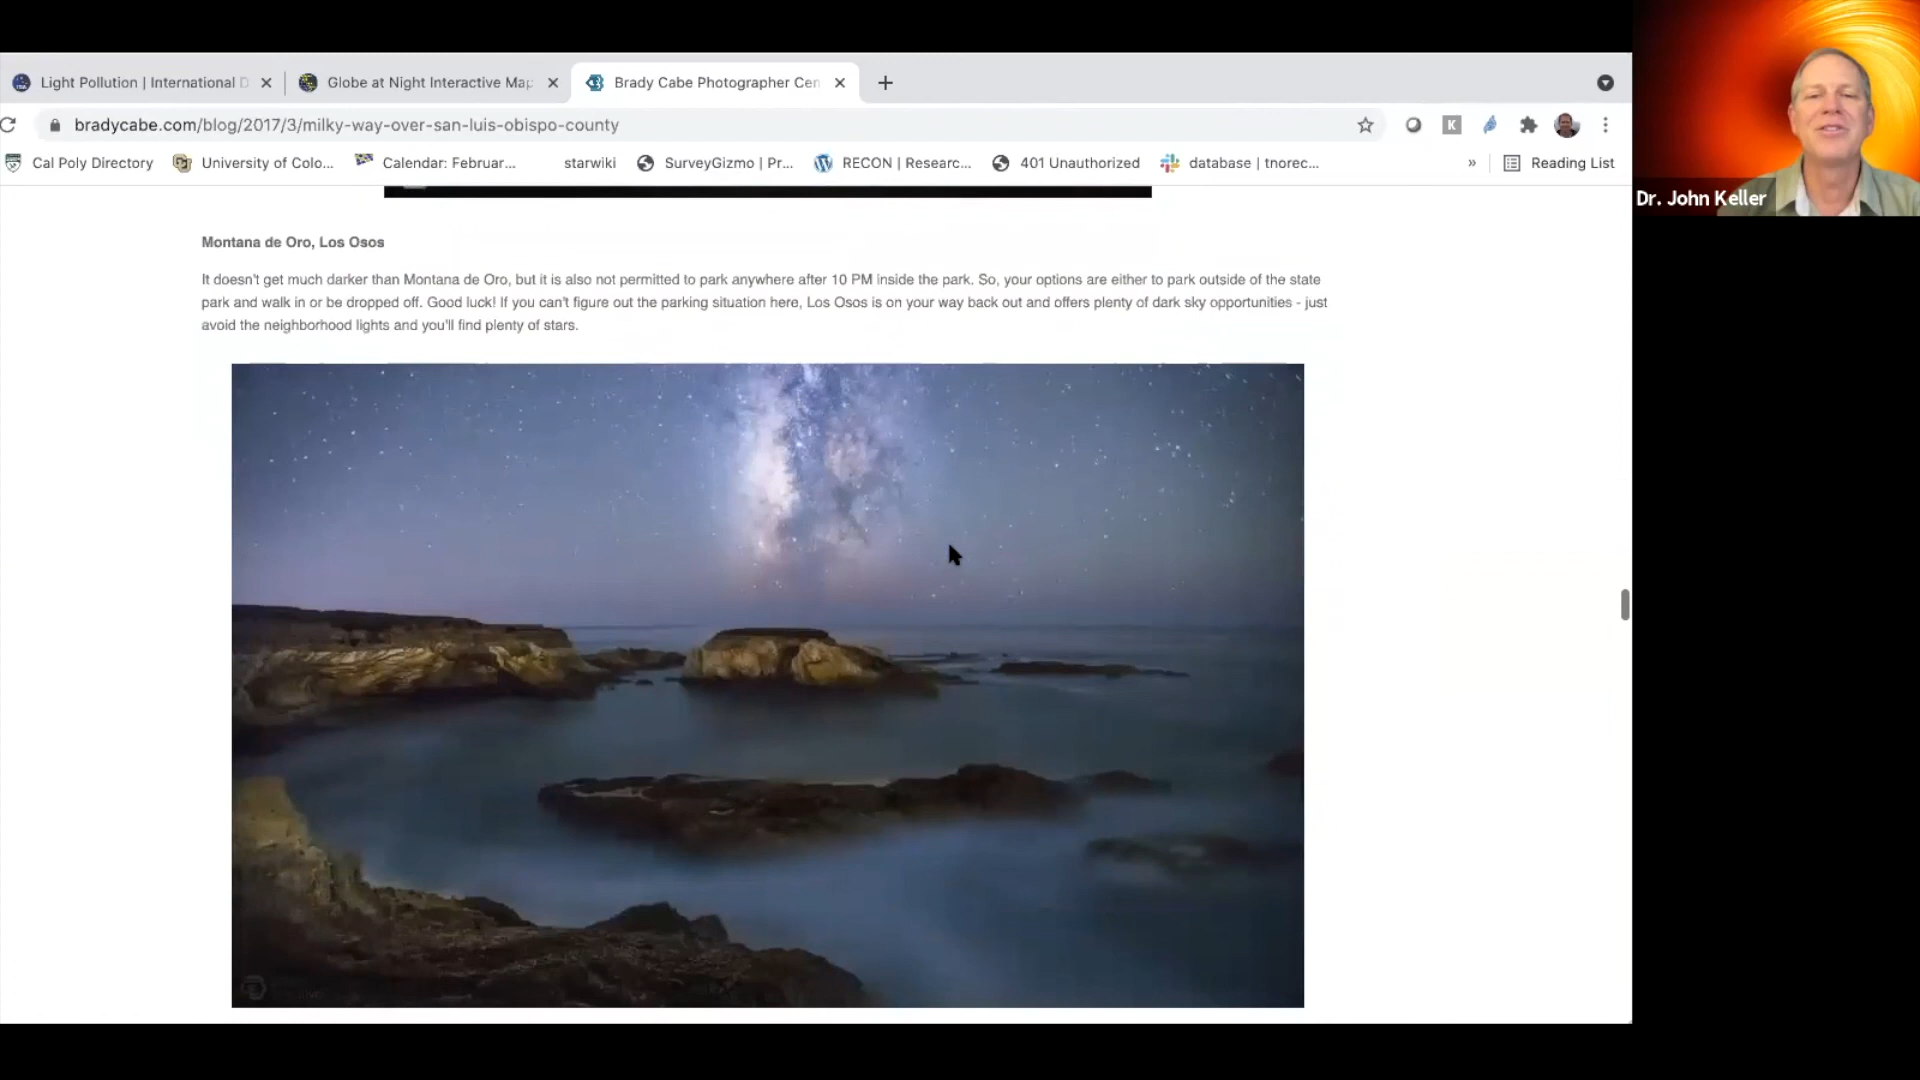 Light Pollution | International D
Globe at Night Interactive Map
Brady Cabe Photographer Cen
bradycabe.com/blog/2017/3/milky-way-over-san-luis-obispo-county
K
Cal Poly Directory
University of Colo...
Calendar: Februar...
starwiki
SurveyGizmo | Pr...
RECON | Researc...
401 Unauthorized
database | tnorec...
»
Reading List
Dr. John Keller
Montana de Oro, Los Osos
It doesn't get much darker than Montana de Oro, but it is also not permitted to park anywhere after 10 PM inside the park. So, your options are either to park outside of the state
park and walk in or be dropped off. Good luck! If you can't figure out the parking situation here, Los Osos is on your way back out and offers plenty of dark sky opportunities - just
avoid the neighborhood lights and you'll find plenty of stars.